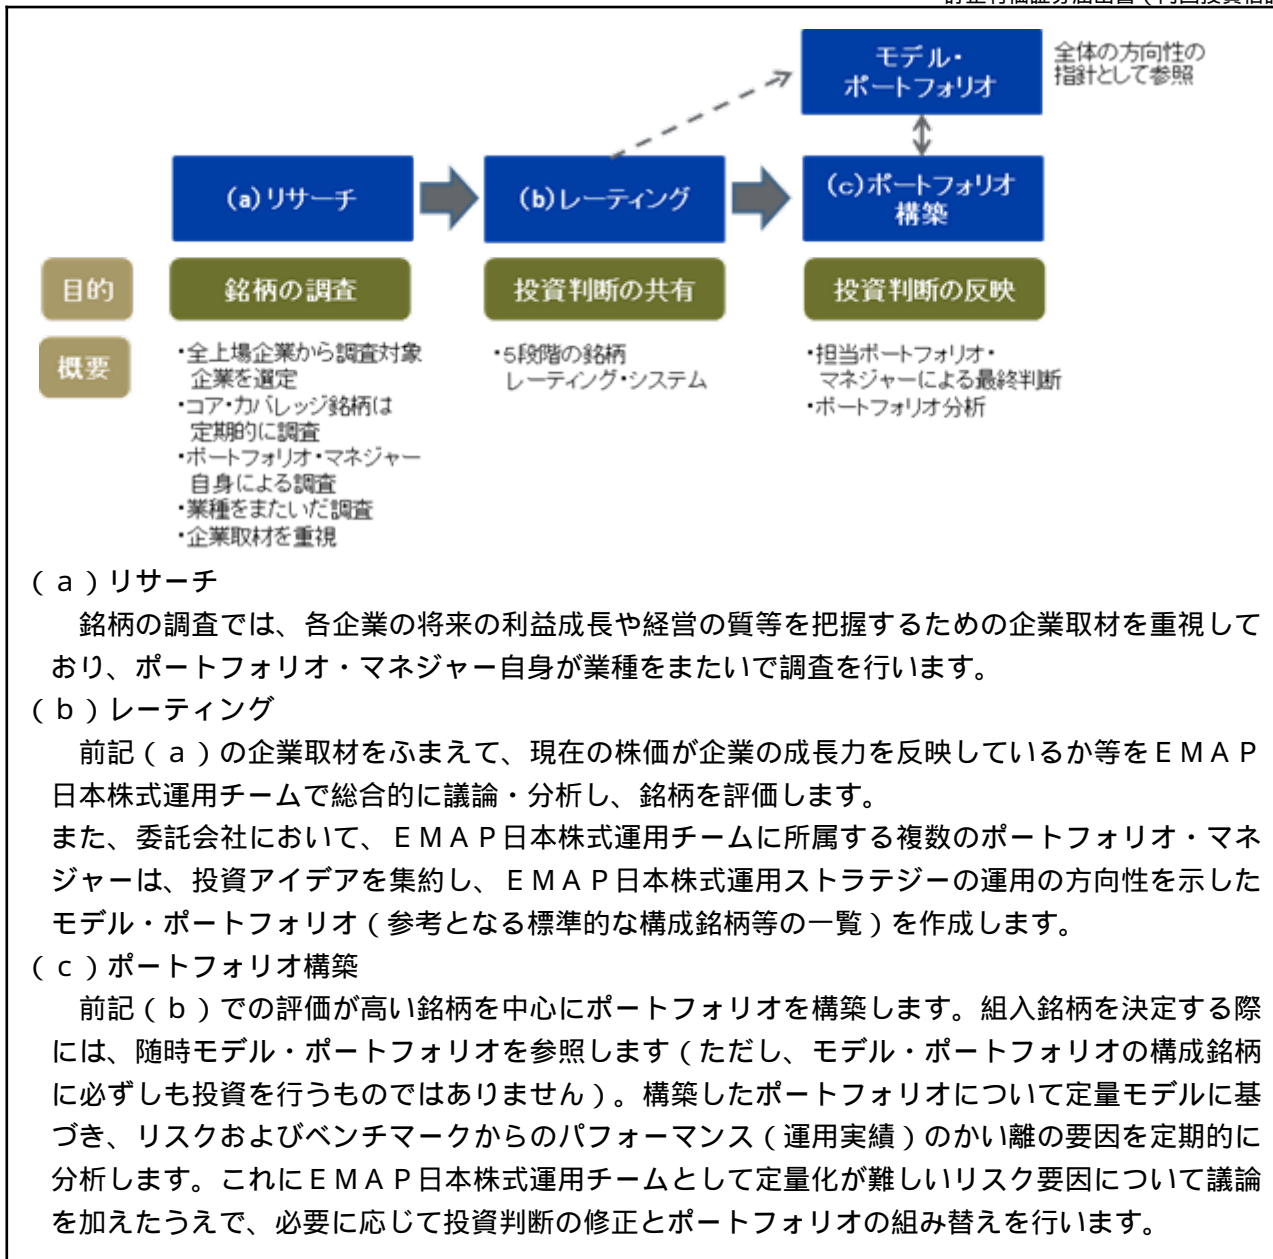 モデル・
ポートフォリオ
全体の方向性の
指針として参照
(a)リサーチ
(b)レーティング
(c)ポートフォリオ
構築
目的
銘柄の調査
投資判断の共有
投資判断の反映
概要
・全上場企業から調査対象
企業を選定
・コア・カバレッジ銘柄は
定期的に調査
・ポートフォリオ・マネジャー
自身による調査
・業種をまたいだ調査
・企業取材を重視
・5段階の銘柄
レーティング・システム
・担当ポートフォリオ・
マネジャーによる最終判断
・ポートフォリオ分析
(a)リサーチ
銘柄の調査では、各企業の将来の利益成長や経営の質等を把握するための企業取材を重視して
おり、ポートフォリオ・マネジャー自身が業種をまたいで調査を行います。
(b)レーティング
前記(a)の企業取材をふまえて、現在の株価が企業の成長力を反映しているか等をEMAP
日本株式運用チームで総合的に議論・分析し、銘柄を評価します。
また、委託会社において、EMAP日本株式運用チームに所属する複数のポートフォリオ・マネ
ジャーは、投資アイデアを集約し、EMAP日本株式運用ストラテジーの運用の方向性を示した
モデル・ポートフォリオ(参考となる標準的な構成銘柄等の一覧)を作成します。
(c)ポートフォリオ構築
前記(b)での評価が高い銘柄を中心にポートフォリオを構築します。組入銘柄を決定する際
には、随時モデル・ポートフォリオを参照します(ただし、モデル・ポートフォリオの構成銘柄
に必ずしも投資を行うものではありません)。構築したポートフォリオについて定量モデルに基
づき、リスクおよびベンチマークからのパフォーマンス(運用実績)のかい離の要因を定期的に
分析します。これにEMAP日本株式運用チームとして定量化が難しいリスク要因について議論
を加えたうえで、必要に応じて投資判断の修正とポートフォリオの組み替えを行います。